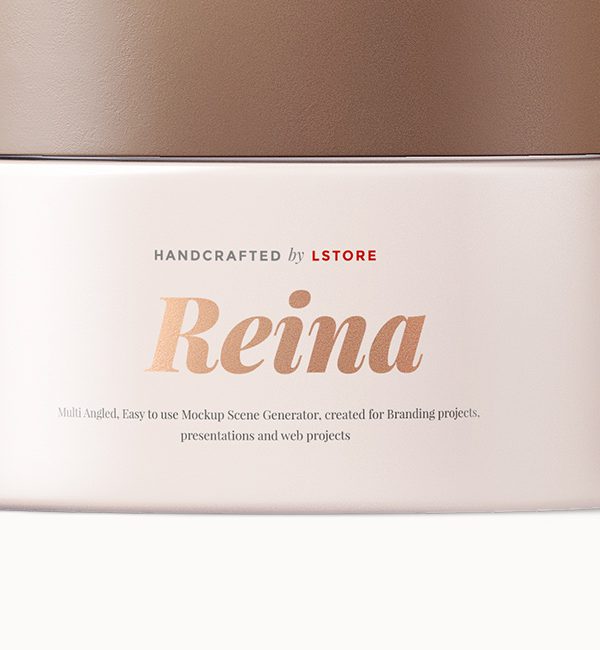 HANDCRAFTED by LSTORE
Reina
Multi Angled, Easy to use Mockup Scene Generator, created for Branding projects,
presentations and web projects